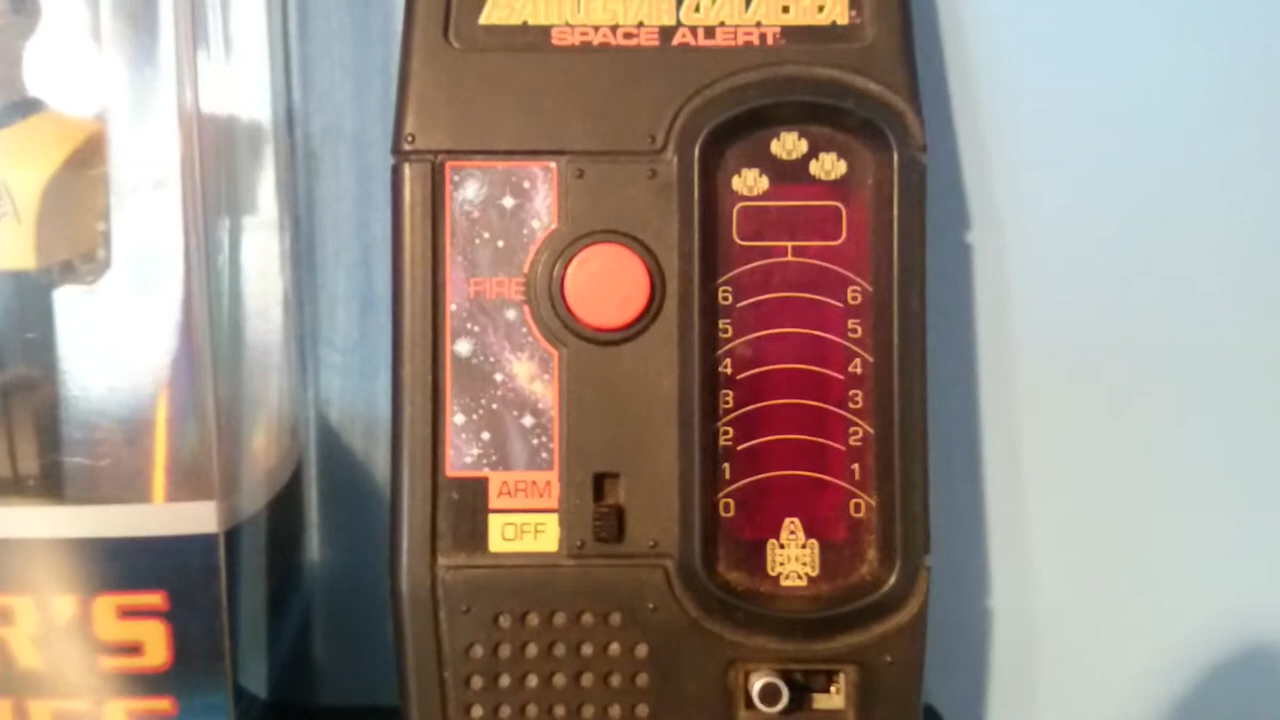 BATTLESTAR GALACTICA
SPACE ALERT
FIRE
6 6
5 5
4 4
3 3
2 2
1 1
0 0
ARM
OFF
R'S